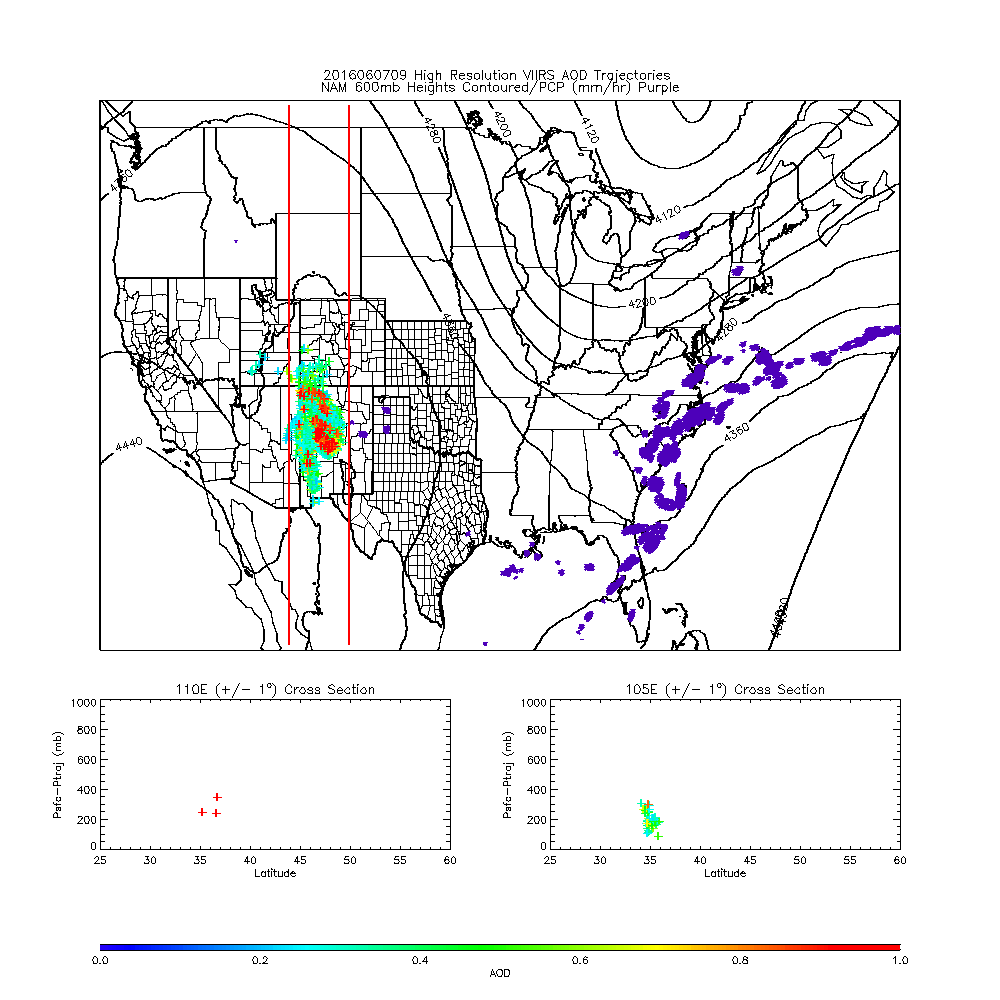 2016060709 High Resolution VIIRS AOD Trajectories
NAM 600mb Heights Contoured/PCP (mm/hr) Purple
4280
4200
4120
4120
4200
4280
4360
4440
110E (+/- 1°) Cross Section
105E (+/- 1°) Cross Section
Psfc-Ptraj (mb)
1000
800
600
400
200
0
25 30 35 40 45 50 55 60
Latitude
Psfc-Ptraj (mb)
1000
800
600
400
200
0
25 30 35 40 45 50 55 60
Latitude
0.0 0.2 0.4 0.6 0.8 1.0
AOD